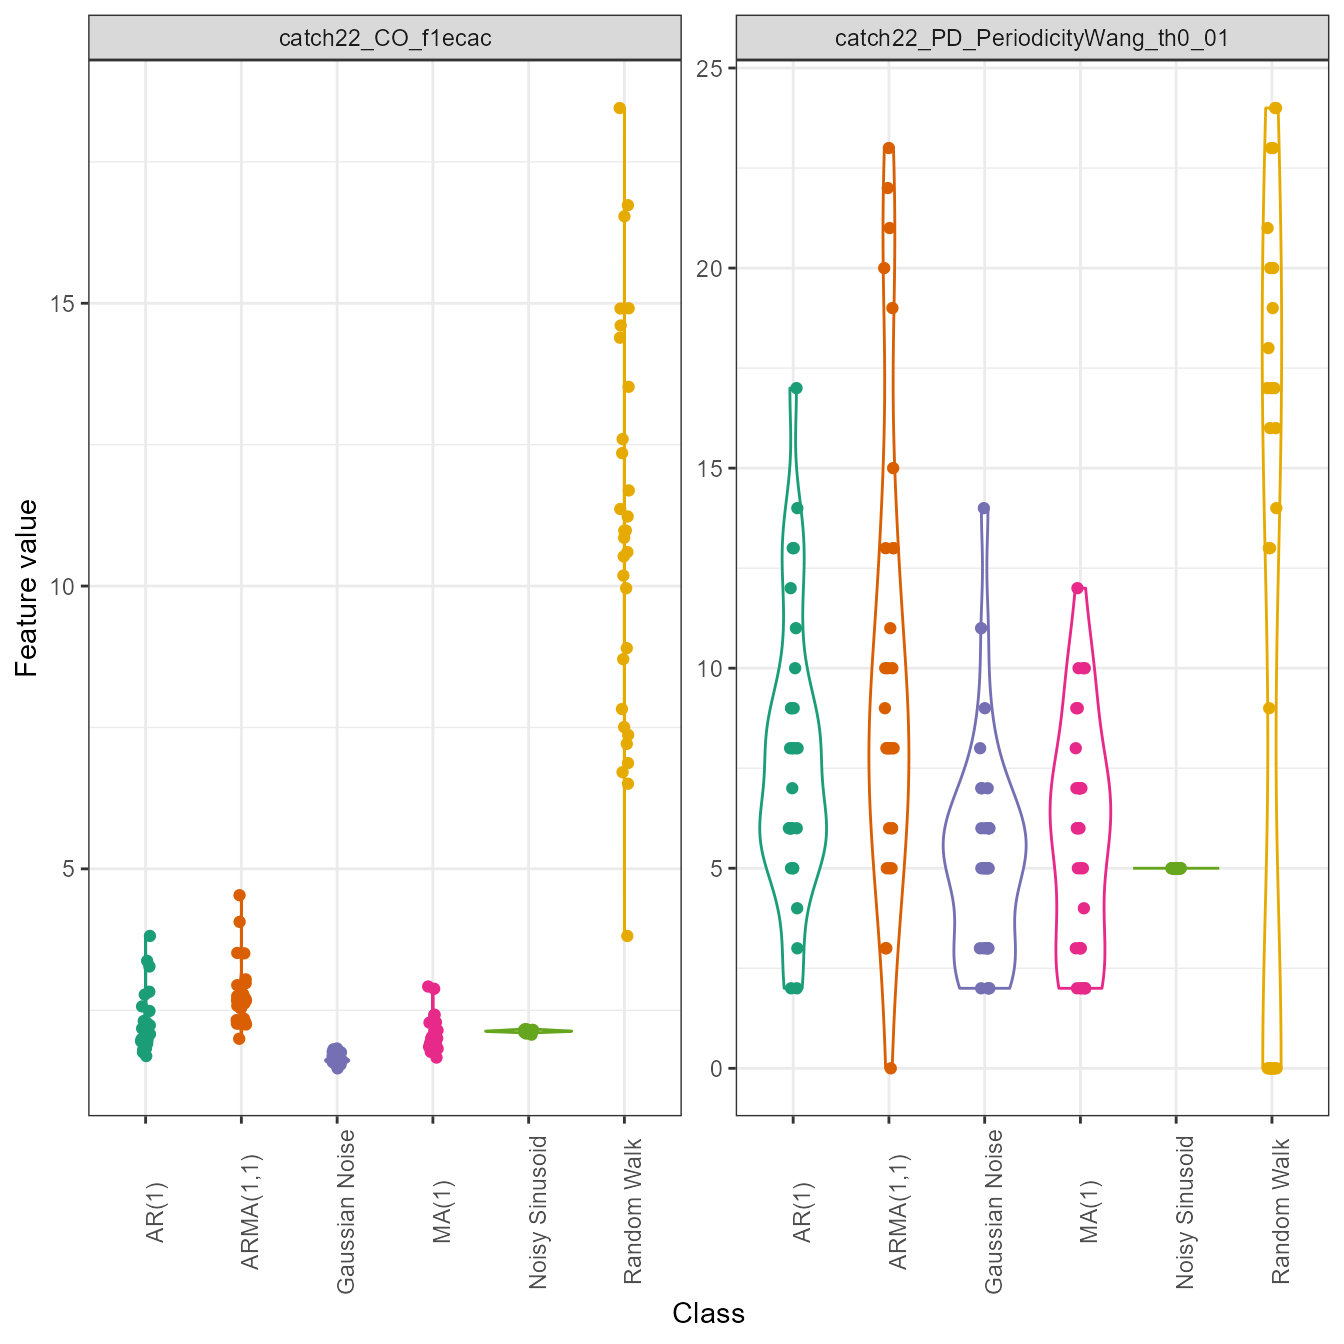 catch22_CO_f1ecac
catch22_PD_PeriodicityWang_th0_01
Feature value
15
10
5
25
20
15
10
5
0
AR(1)
ARMA(1,1)
Gaussian Noise
MA(1)
Noisy Sinusoid
Random Walk
AR(1)
ARMA(1,1)
Gaussian Noise
MA(1)
Noisy Sinusoid
Random Walk
Class